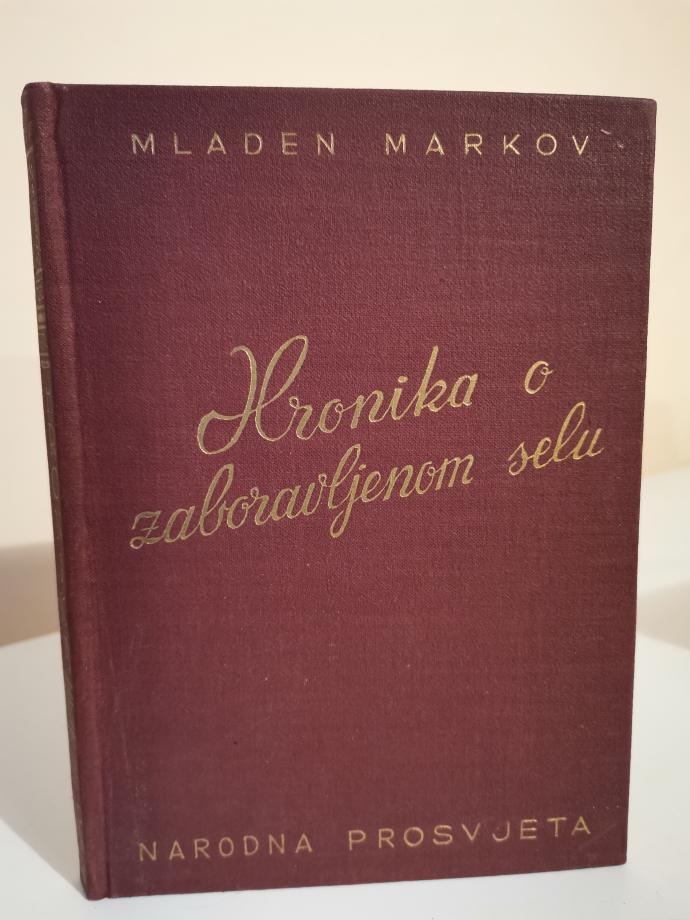 MLADEN MARKOV
Hronika o
zaboravljenom selu
NARODNA PROSVJETA